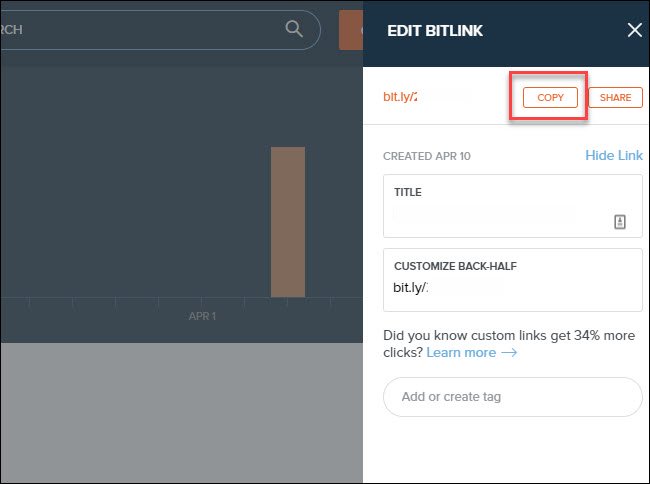 RCH
EDIT BITLINK
bit.ly/2
COPY
SHARE
CREATED APR 10
Hide Link
TITLE
CUSTOMIZE BACK-HALF
bit.ly/
Did you know custom links get 34% more
clicks? Learn more →
Add or create tag
APR 1